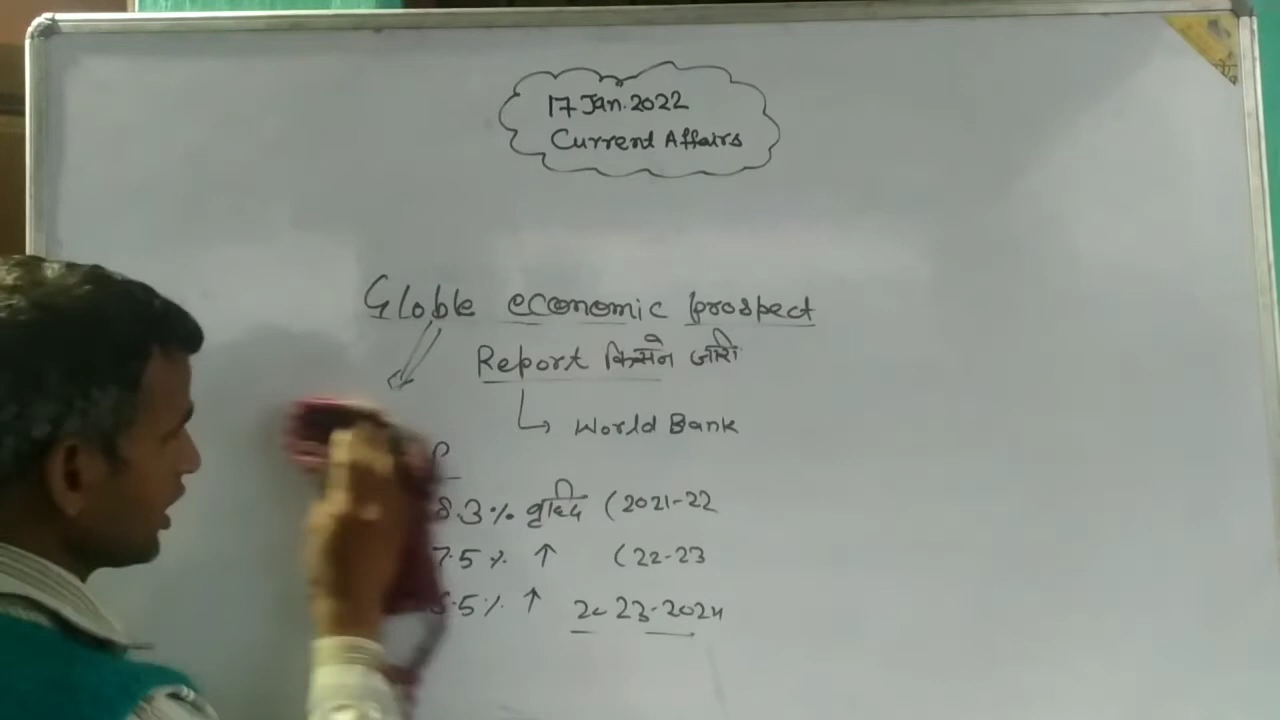 17 Jan. 2022
Current Affairs
Globle economic prospect
Report किसने जारी
World Bank
8.3% वृद्धि (2021-22
7.5% ↑ (22-23
.5% ↑ 2023-2024